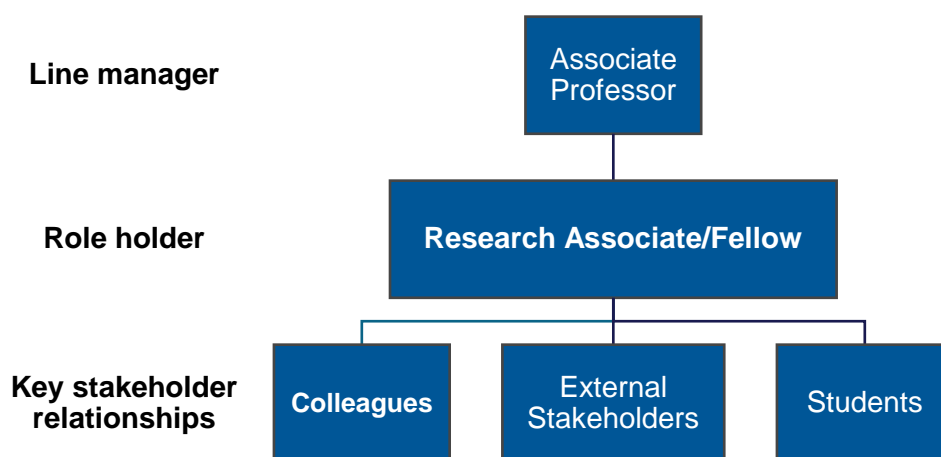 Line manager
Associate
Professor
Role holder
Research Associate/Fellow
Key stakeholder
relationships
Colleagues
External
Stakeholders
Students